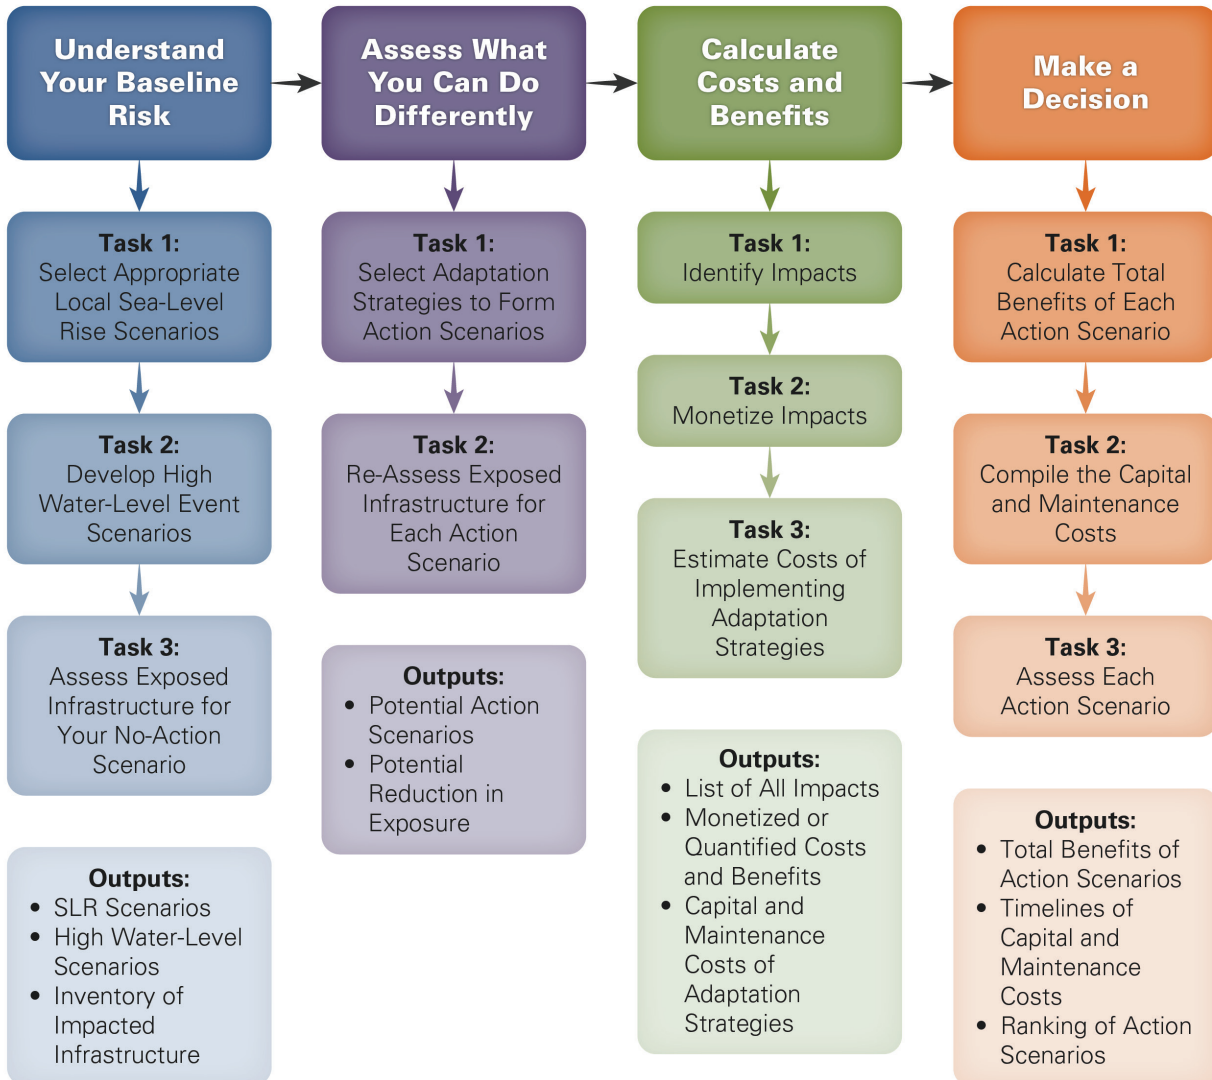 Understand
Your Baseline
Risk
Task 1:
Select Appropriate
Local Sea-Level
Rise Scenarios
Task 2:
Develop High
Water-Level Event
Scenarios
Task 3:
Assess Exposed
Infrastructure for
Your No-Action
Scenario
Outputs:
• SLR Scenarios
• High Water-Level
Scenarios
• Inventory of
Impacted
Infrastructure
Assess What
You Can Do
Differently
Task 1:
Select Adaptation
Strategies to Form
Action Scenarios
Task 2:
Re-Assess Exposed
Infrastructure for
Each Action
Scenario
Outputs:
• Potential Action
Scenarios
• Potential
Reduction in
Exposure
Calculate
Costs and
Benefits
Task 1:
Identify Impacts
Task 2:
Monetize Impacts
Task 3:
Estimate Costs of
Implementing
Adaptation
Strategies
Outputs:
• List of All Impacts
• Monetized or
Quantified Costs
and Benefits
• Capital and
Maintenance
Costs of
Adaptation
Strategies
Make a
Decision
Task 1:
Calculate Total
Benefits of Each
Action Scenario
Task 2:
Compile the Capital
and Maintenance
Costs
Task 3:
Assess Each
Action Scenario
Outputs:
• Total Benefits of
Action Scenarios
• Timelines of
Capital and
Maintenance
Costs
• Ranking of Action
Scenarios